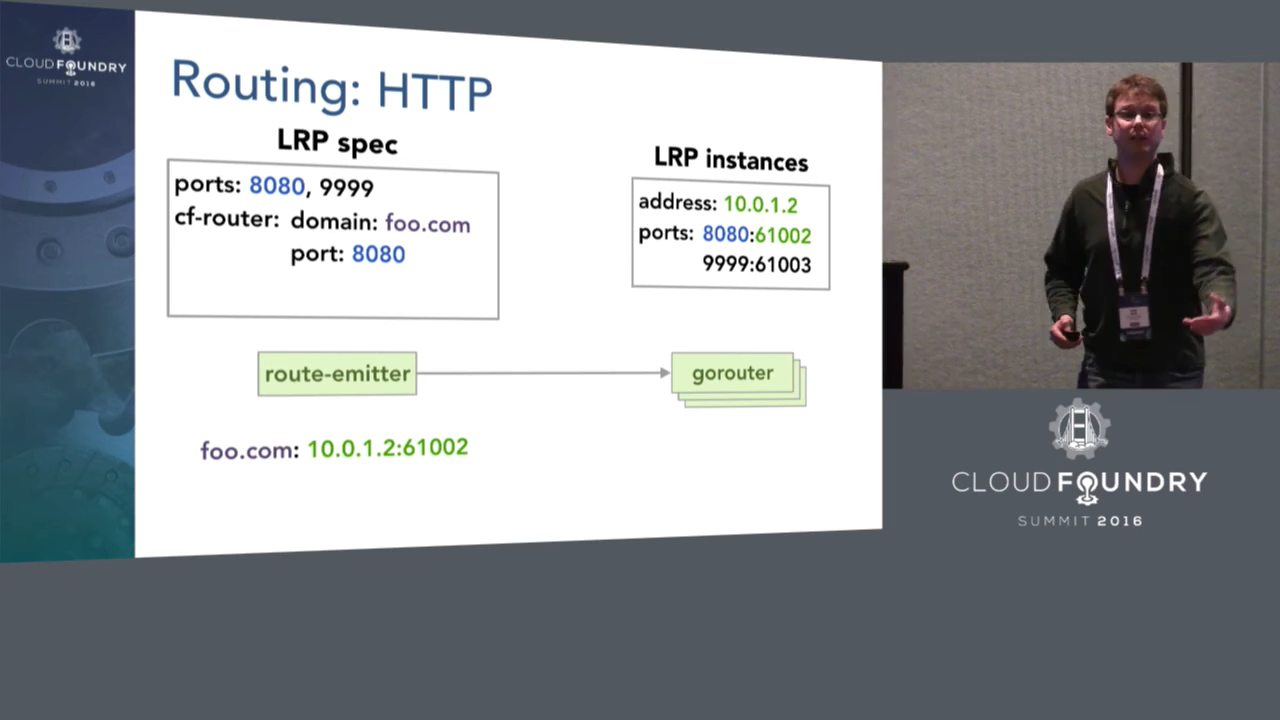 CLOUD FOUNDRY
SUMMIT 2016
Routing: HTTP
LRP spec
ports: 8080, 9999
cf-router: domain: foo.com
port: 8080
LRP instances
address: 10.0.1.2
ports: 8080:61002
9999:61003
route-emitter
gorouter
foo.com: 10.0.1.2:61002
CLOUD FOUNDRY
SUMMIT 2016